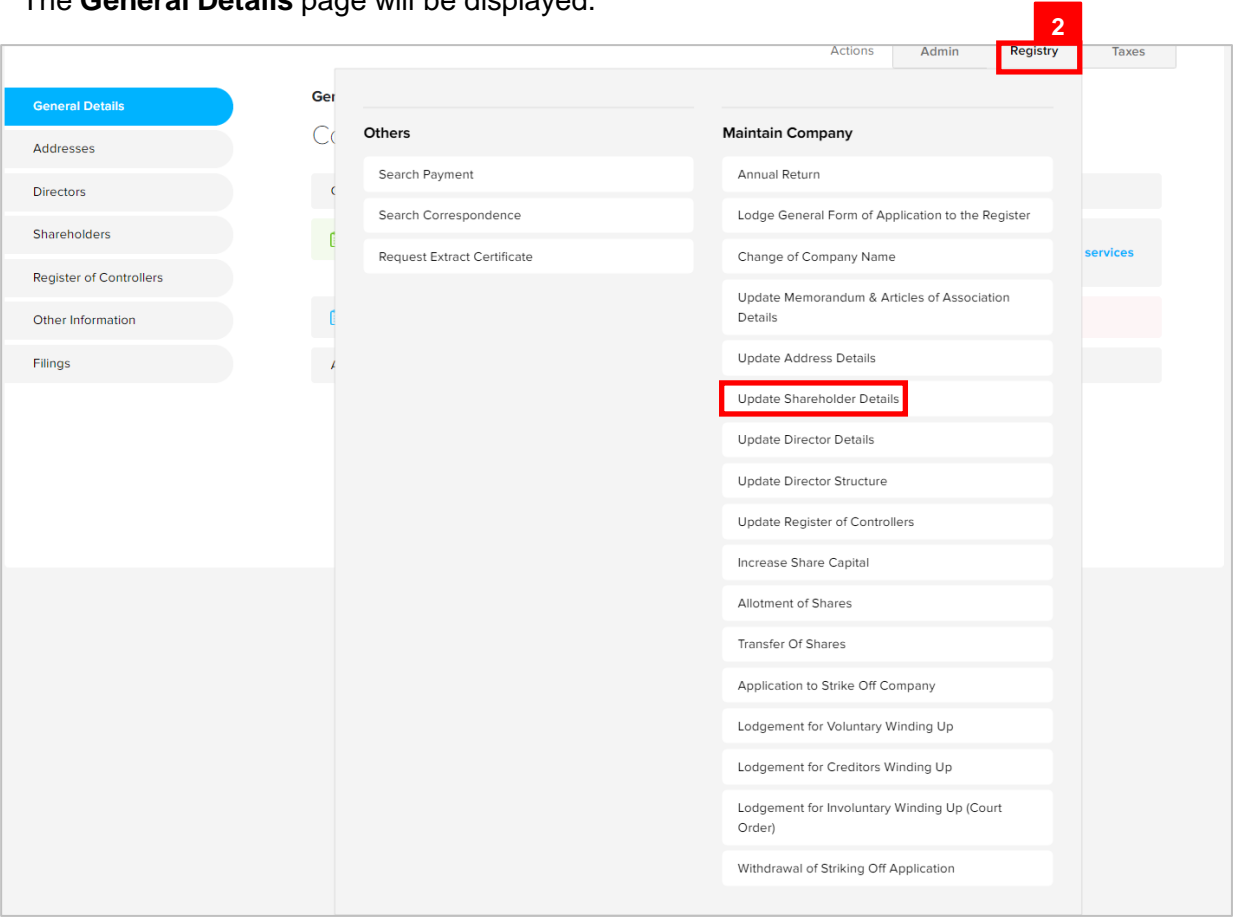 The General Details page will be displayed.
2
Actions Admin Registry Taxes
General Details
Addresses
Directors
Shareholders
Register of Controllers
Other Information
Filings
Others
Search Payment
Search Correspondence
Request Extract Certificate
Maintain Company
Annual Return
Lodge General Form of Application to the Register
Change of Company Name
Update Memorandum & Articles of Association
Details
Update Address Details
Update Shareholder Details
Update Director Details
Update Director Structure
Update Register of Controllers
Increase Share Capital
Allotment of Shares
Transfer Of Shares
Application to Strike Off Company
Lodgement for Voluntary Winding Up
Lodgement for Creditors Winding Up
Lodgement for Involuntary Winding Up (Court
Order)
Withdrawal of Striking Off Application
services